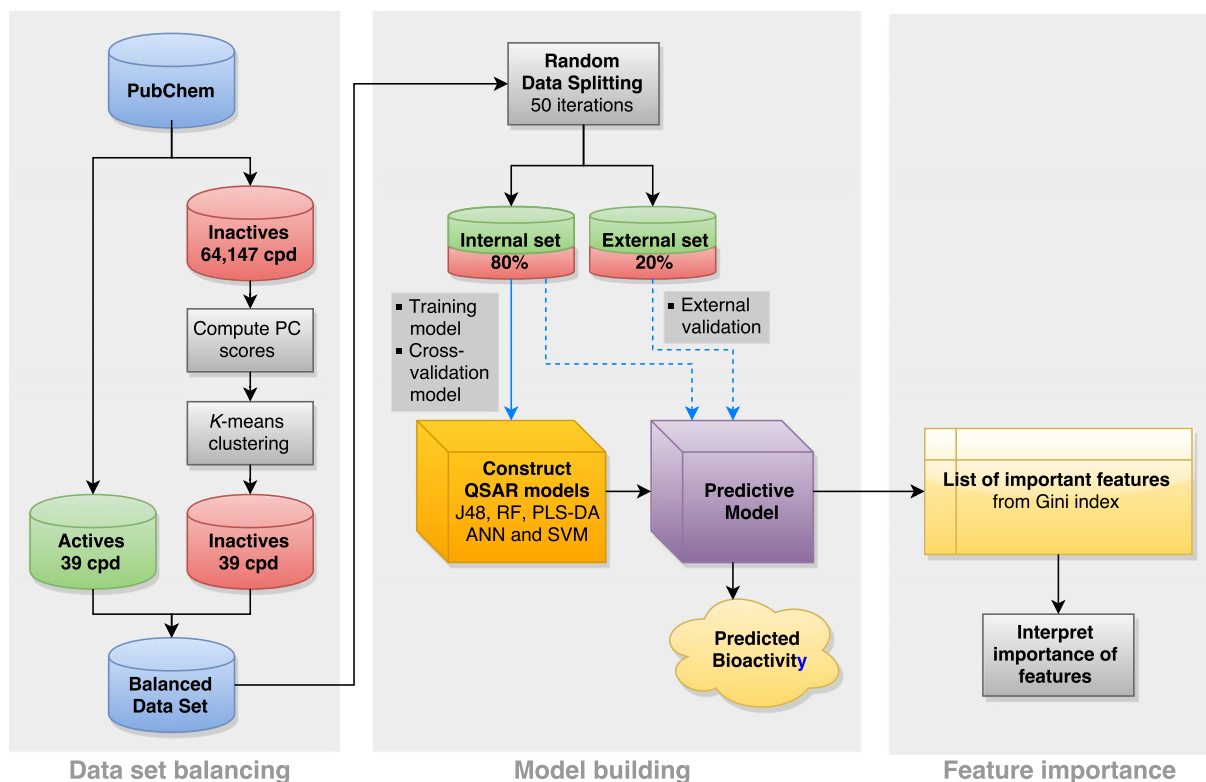 PubChem
Inactives
64,147 cpd
Compute PC
scores
K-means
clustering
Actives
39 cpd
Inactives
39 cpd
Balanced
Data Set
Data set balancing
Random
Data Splitting
50 iterations
Internal set
80%
External set
20%
▪ Training
model
▪ Cross-
validation
model
▪ External
validation
Construct
QSAR models
J48, RF, PLS-DA
ANN and SVM
Predictive
Model
Predicted
Bioactivity
Model building
List of important features
from Gini index
Interpret
importance of
features
Feature importance